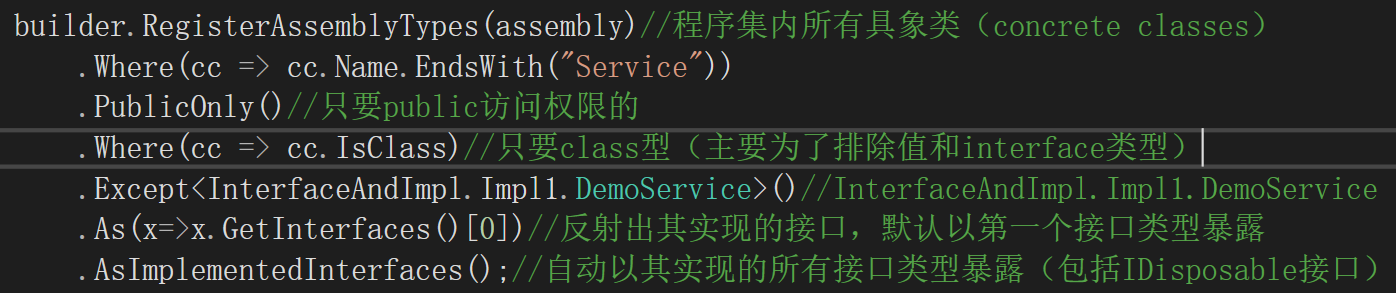 builder.RegisterAssemblyTypes(assembly)//程序集内所有具象类（concrete classes）
.Where(cc => cc.Name.EndsWith("Service"))
.PublicOnly()//只要public访问权限的
.Where(cc => cc.IsClass)//只要class型（主要为了排除值和interface类型）
.Except<InterfaceAndImpl.Impl1.DemoService>()//InterfaceAndImpl.Impl1.DemoService
.As(x=>x.GetInterfaces()[0])//反射出其实现的接口，默认以第一个接口类型暴露
.AsImplementedInterfaces();//自动以其实现的所有接口类型暴露（包括IDisposable接口）